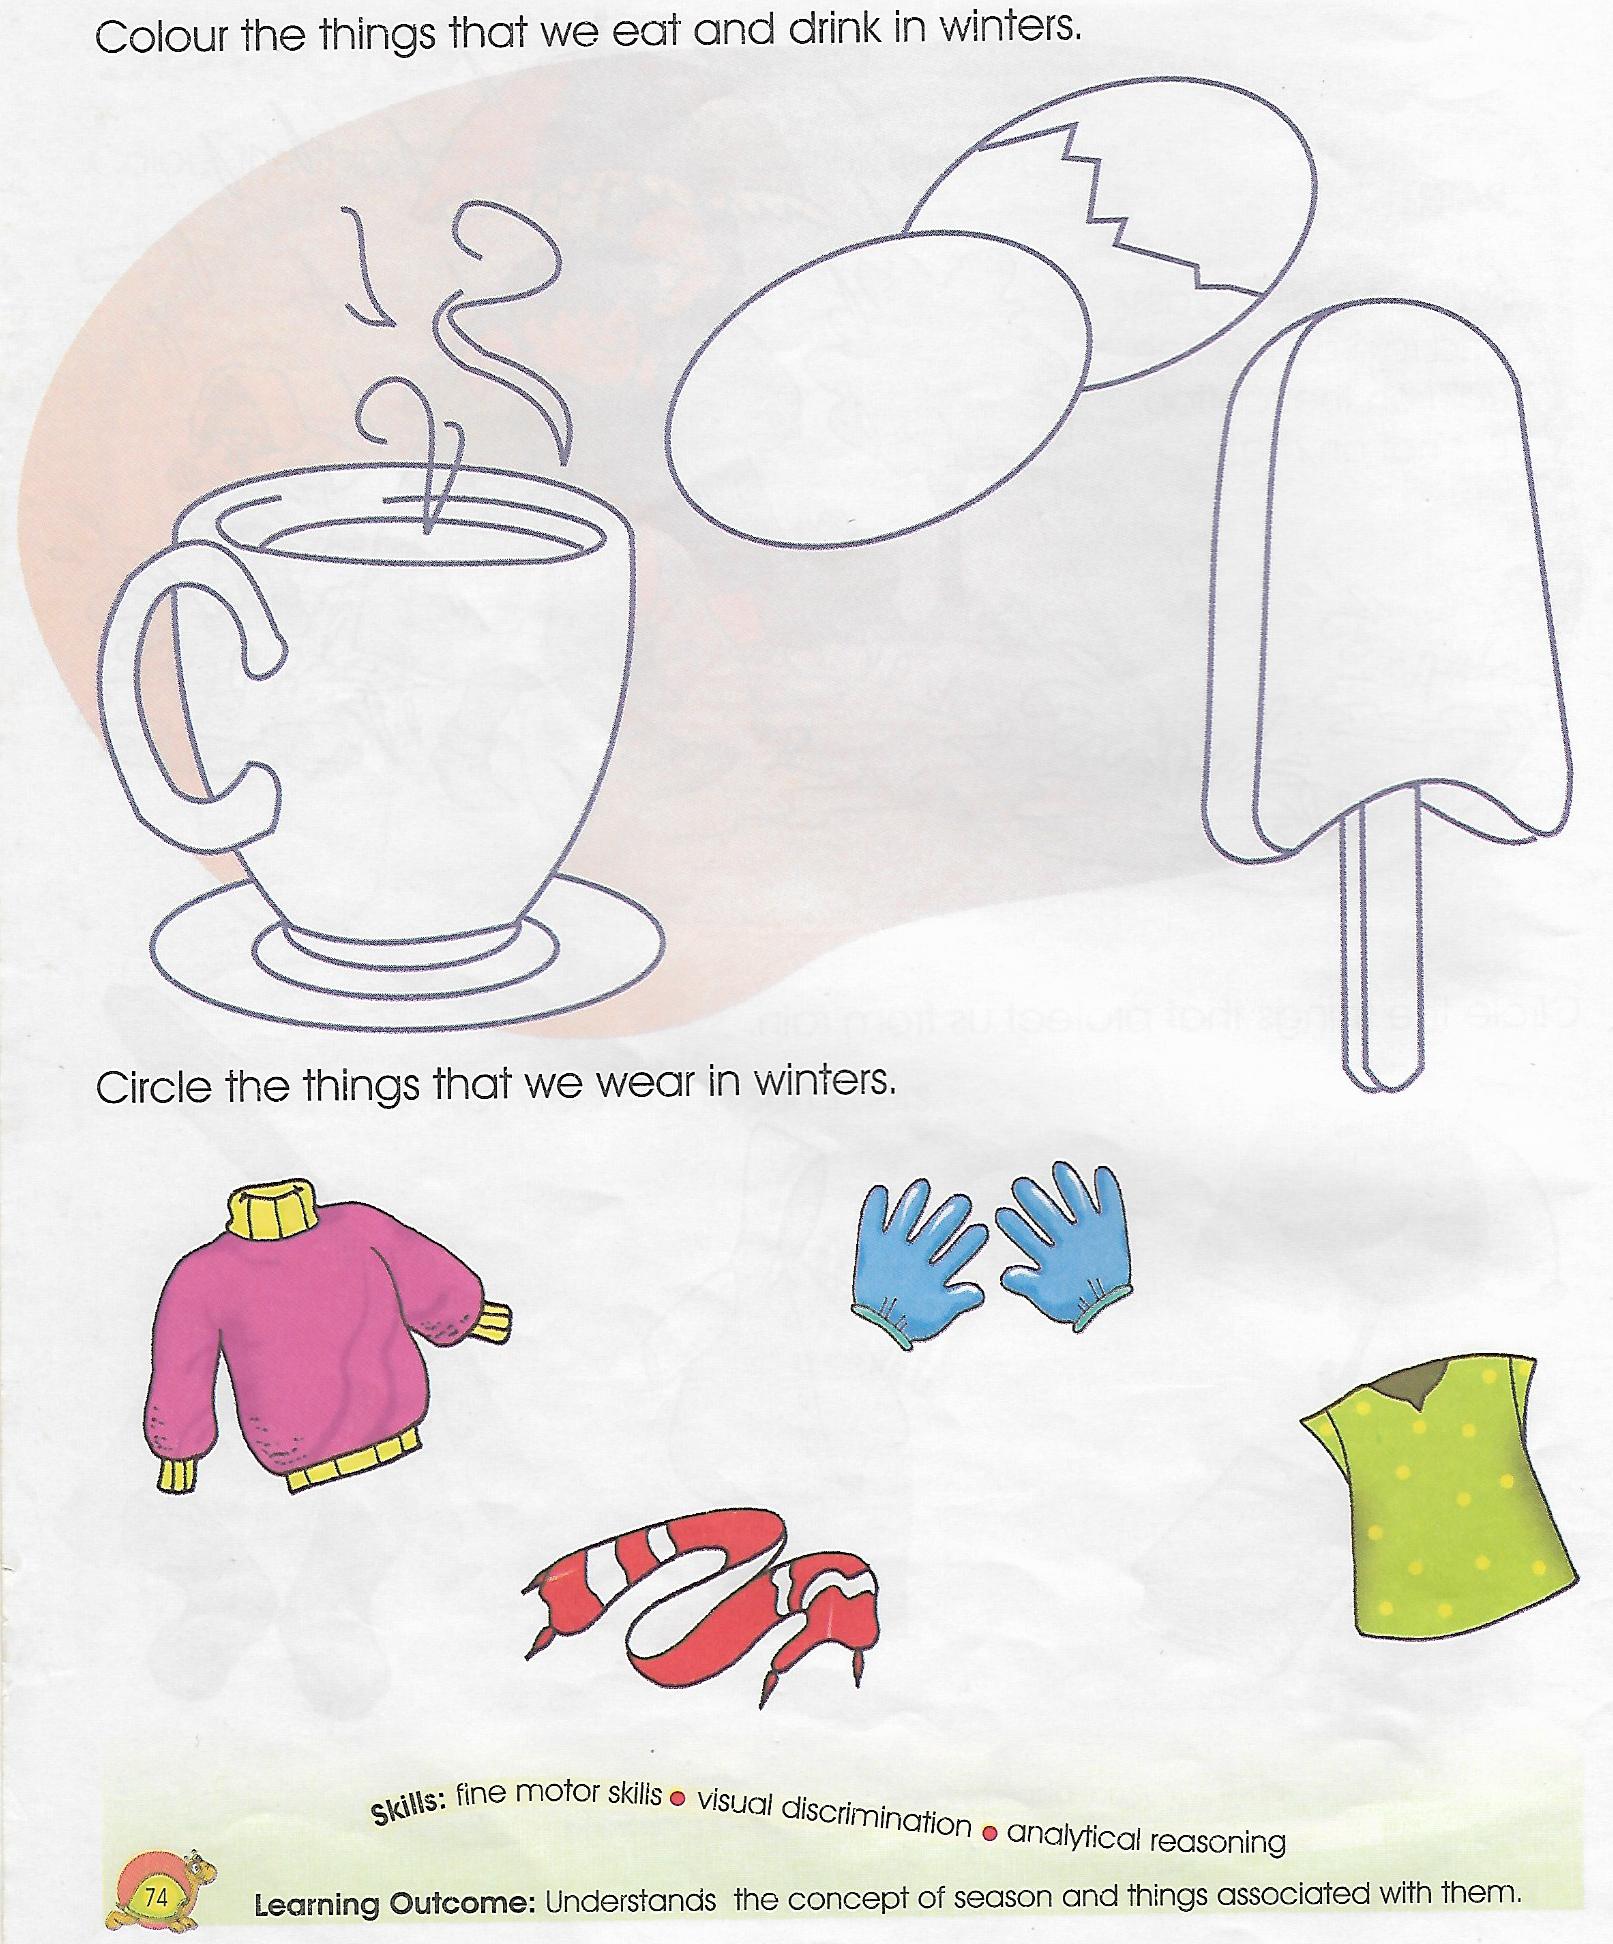 Colour the things that we eat and drink in winters.
Circle the things that we wear in winters.
Skills: fine motor skills ● visual discrimination ● analytical reasoning
74
Learning Outcome: Understands the concept of season and things associated with them.